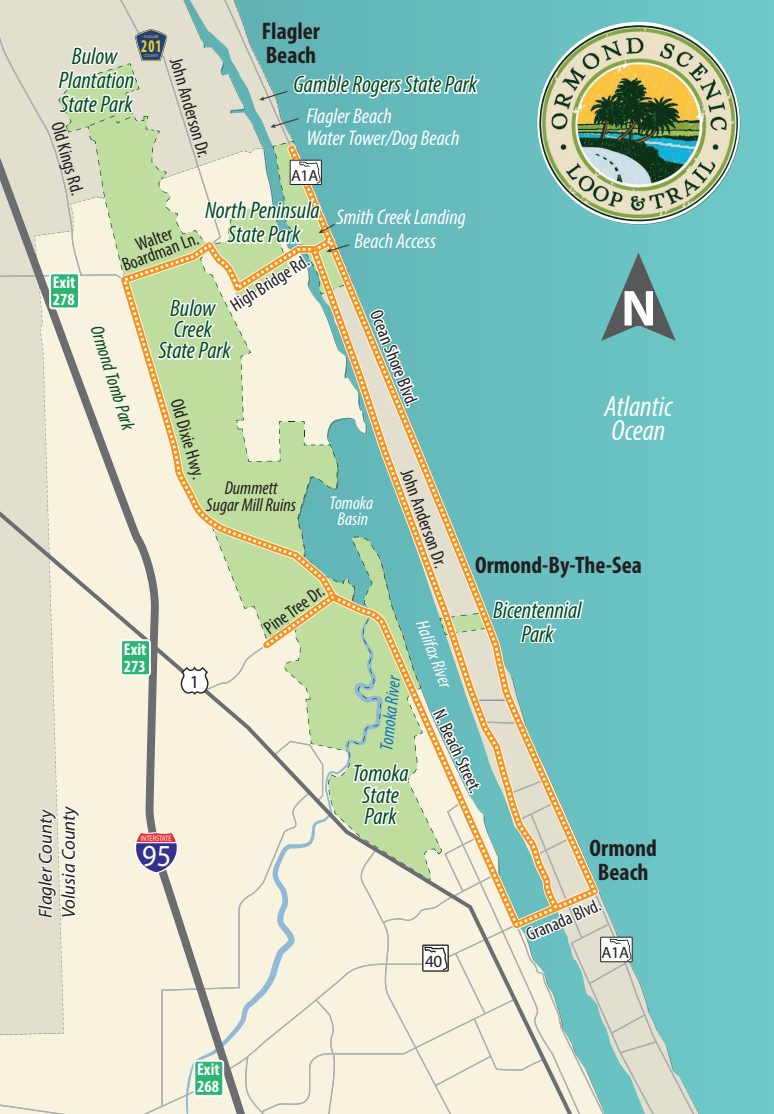 FLAGLER
201
COUNTY
Flagler
Beach
ORMOND SCENIC
LOOP & TRAIL
Bulow
Plantation
State Park
John Anderson Dr.
Gamble Rogers State Park
Flagler Beach
Water Tower/Dog Beach
Old Kings Rd.
A1A
North Peninsula
State Park
Smith Creek Landing
Beach Access
Walter
Boardman Ln.
High Bridge Rd.
Exit
278
N
Bulow
Creek
State Park
Ormond Tomb Park
Ocean Shore Blvd.
Atlantic
Ocean
Old Dixie Hwy.
Dummett
Sugar Mill Ruins
Tomoka
Basin
John Anderson Dr.
Ormond-By-The-Sea
Pine Tree Dr.
Bicentennial
Park
Halifax River
Exit
273
1
Tomoka River
N. Beach Street.
Tomoka
State
Park
Flagler County
Volusia County
INTERSTATE
95
Ormond
Beach
Granada Blvd.
40
A1A
Exit
268